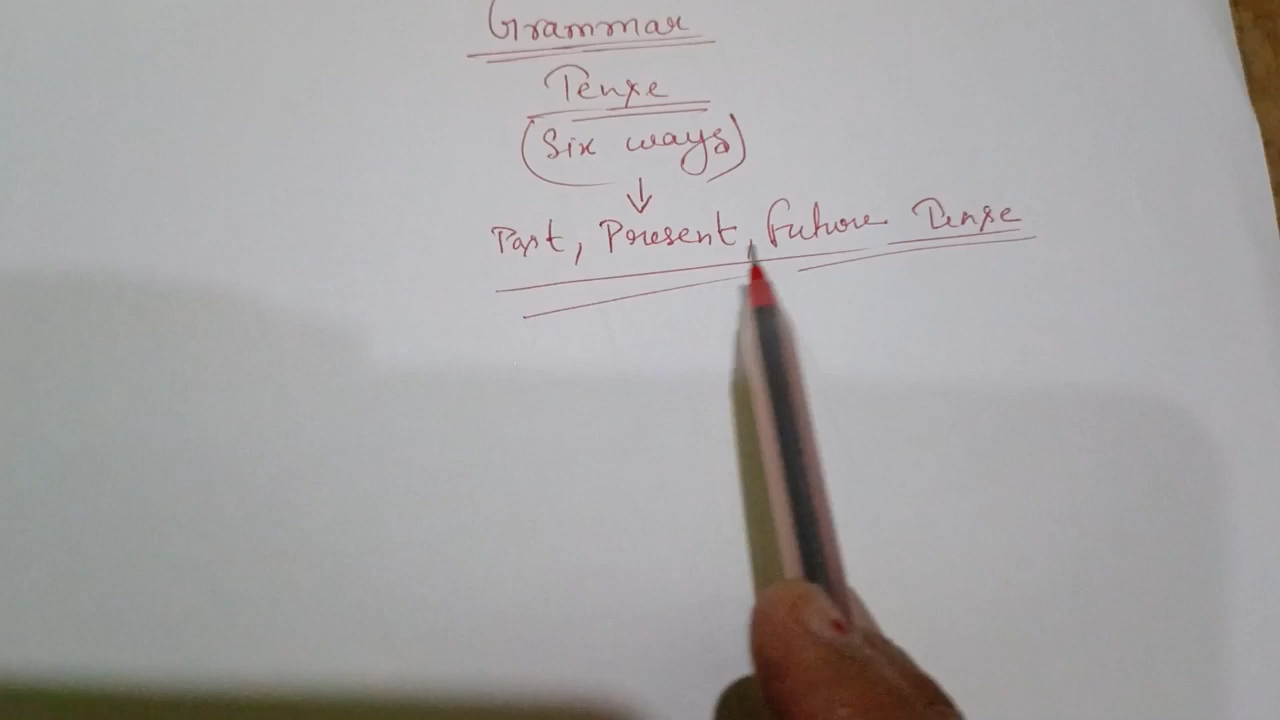 Grammar
Tense
(Six ways)
↓
Past, Present, Future Tense